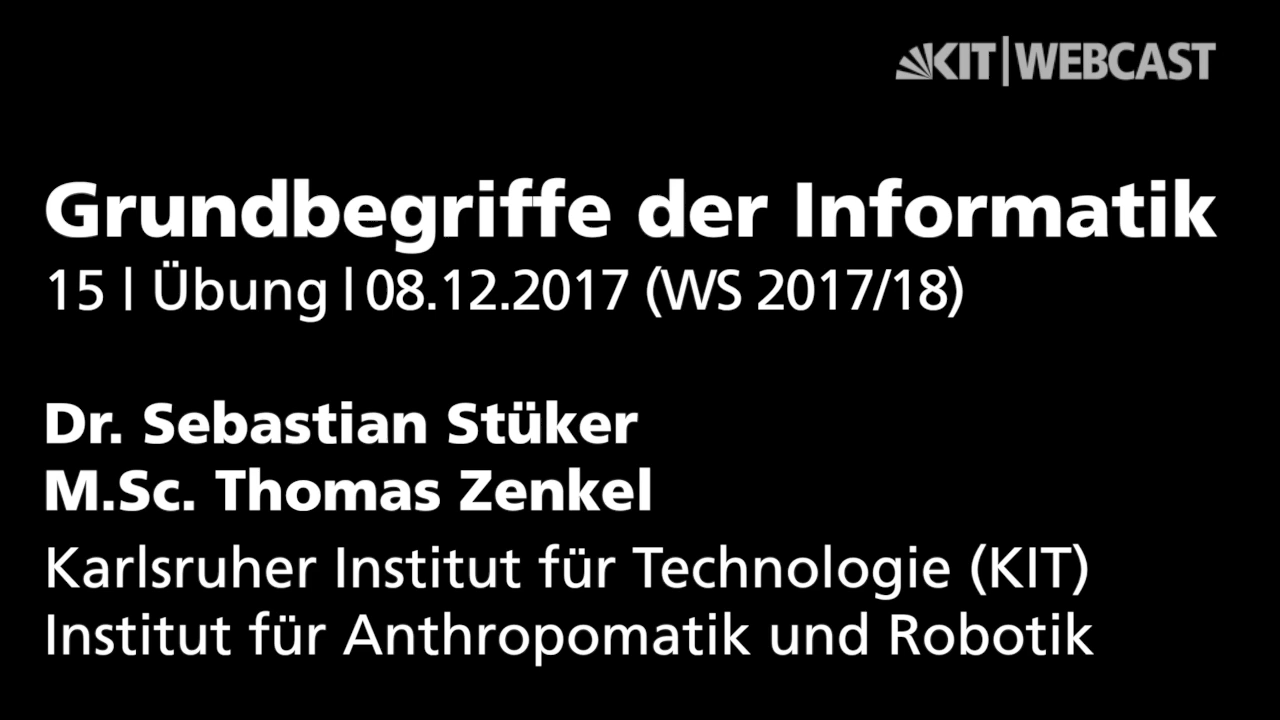 KIT|WEBCAST
Grundbegriffe der Informatik
15 | Übung | 08.12.2017 (WS 2017/18)
Dr. Sebastian Stüker
M.Sc. Thomas Zenkel
Karlsruher Institut für Technologie (KIT)
Institut für Anthropomatik und Robotik